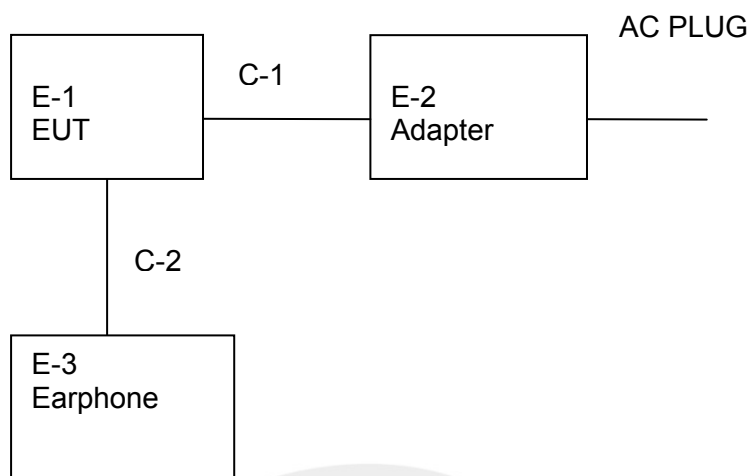 AC PLUG
C-1
E-1
EUT
E-2
Adapter
C-2
E-3
Earphone